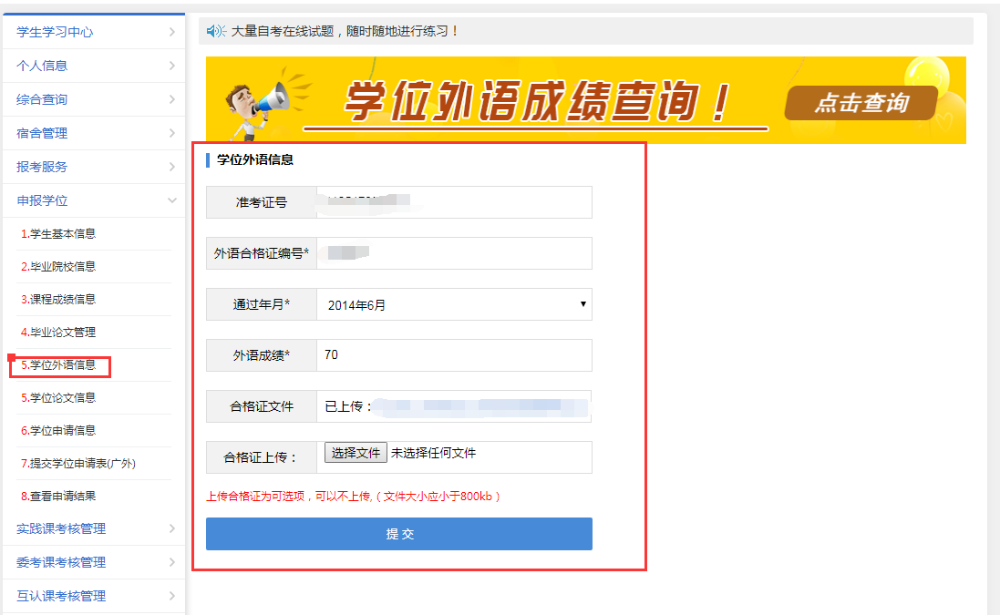 学生学习中心
个人信息
综合查询
宿舍管理
报考服务
申报学位
1.学生基本信息
2.毕业院校信息
3.课程成绩信息
4.毕业论文管理
5.学位外语信息
5.学位论文信息
6.学位申请信息
7.提交学位申请表(广外)
8.查看申请结果
实践课考核管理
委考课考核管理
互认课考核管理
大量自考在线试题，随时随地进行练习！
学位外语成绩查询！
点击查询
学位外语信息
准考证号
外语合格证编号*
通过年月* 2014年6月
外语成绩* 70
合格证文件 已上传：
合格证上传： 选择文件 未选择任何文件
上传合格证为可选项，可以不上传,（文件大小应小于800kb）
提 交